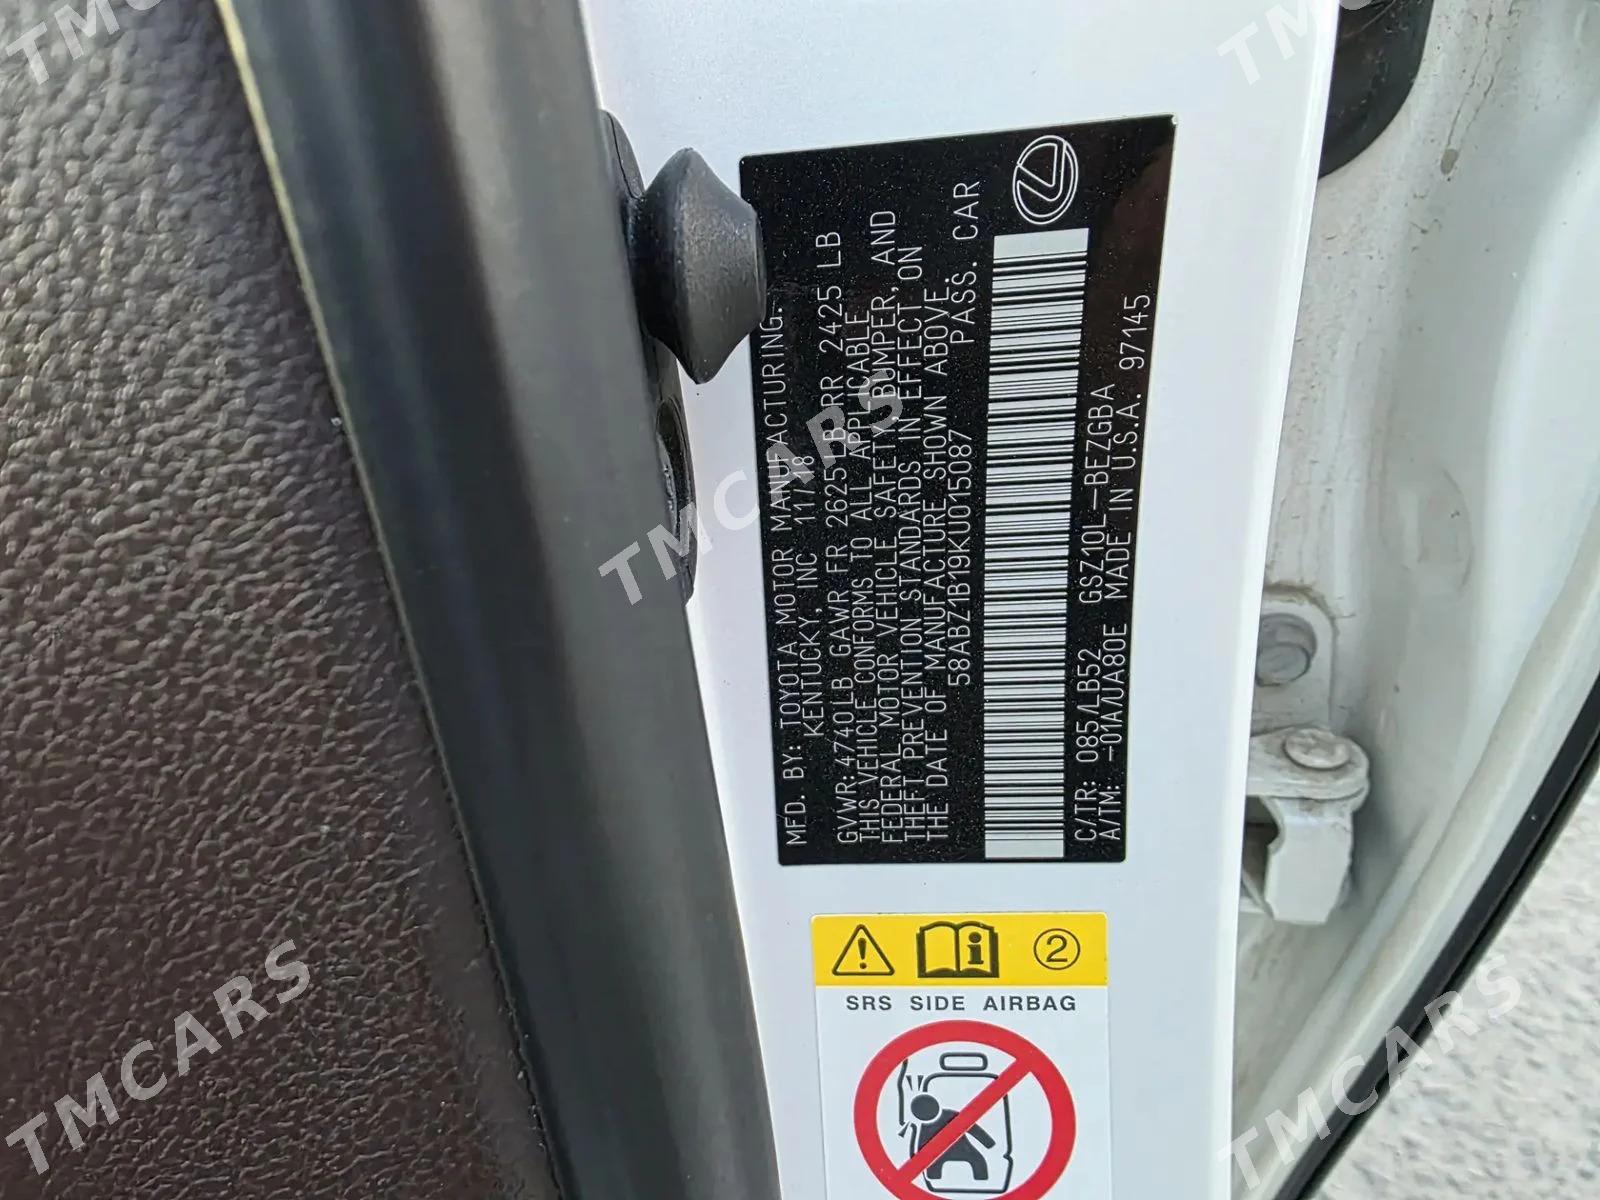 MFD. BY: TOYOTA MOTOR MANUFACTURING.
KENTUCKY, INC 11/18
GVWR: 4740LB GAWR FR 2625LB RR 2425 LB
THIS VEHICLE CONFORMS TO ALL APPLICABLE
FEDERAL MOTOR VEHICLE SAFETY, BUMPER, AND
THEFT PREVENTION STANDARDS IN EFFECT ON
THE DATE OF MANUFACTURE SHOWN ABOVE.
58ABZ1B19KU015087 PASS. CAR
C/TR: 085/LB52 GSZ10L-BEZGBA
A/TM: -01A/UA80E MADE IN U.S.A. 97145
2
SRS SIDE AIRBAG
TMCARS
TMCARS
TMCARS
TMCARS
TMCARS